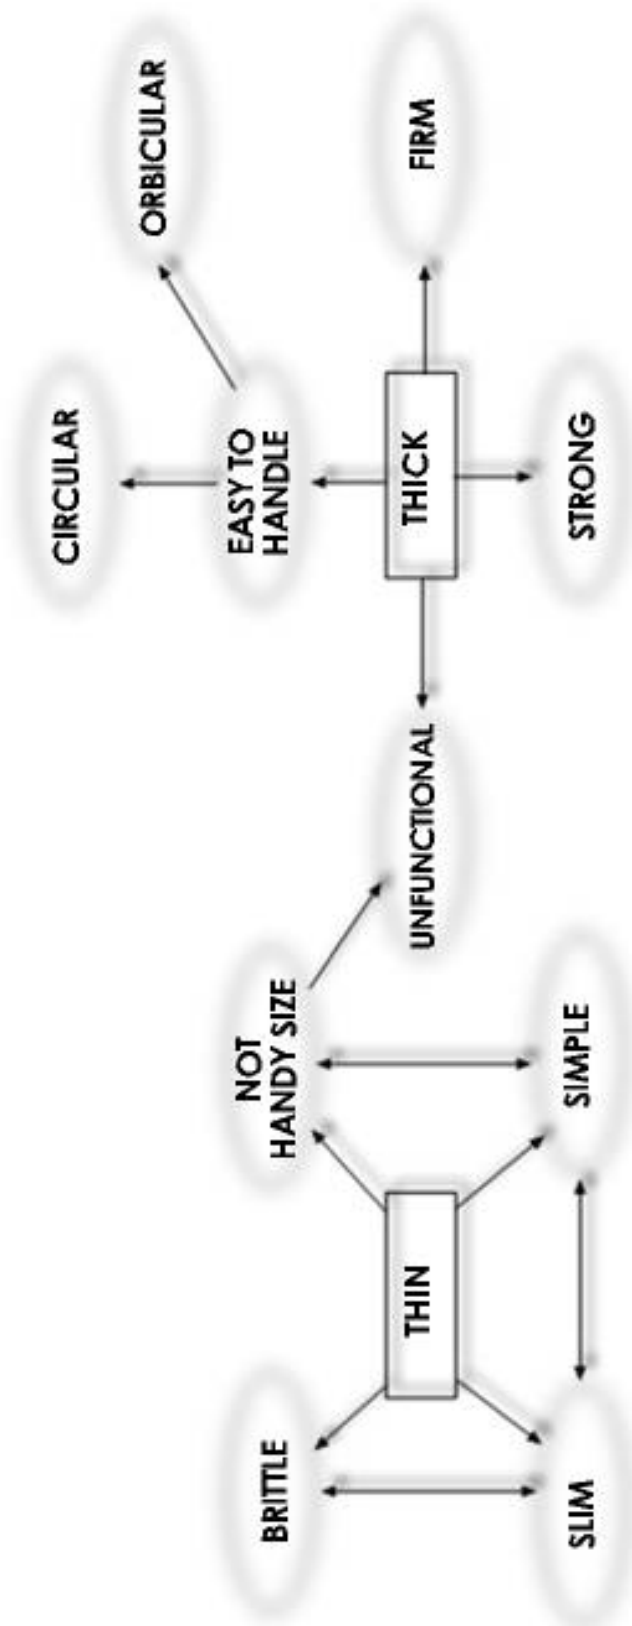 CIRCULAR
ORBICULAR
BRITTLE
NOT
HANDY SIZE
EASY TO
HANDLE
THIN
UNFUNCTIONAL
THICK
FIRM
SLIM
SIMPLE
STRONG